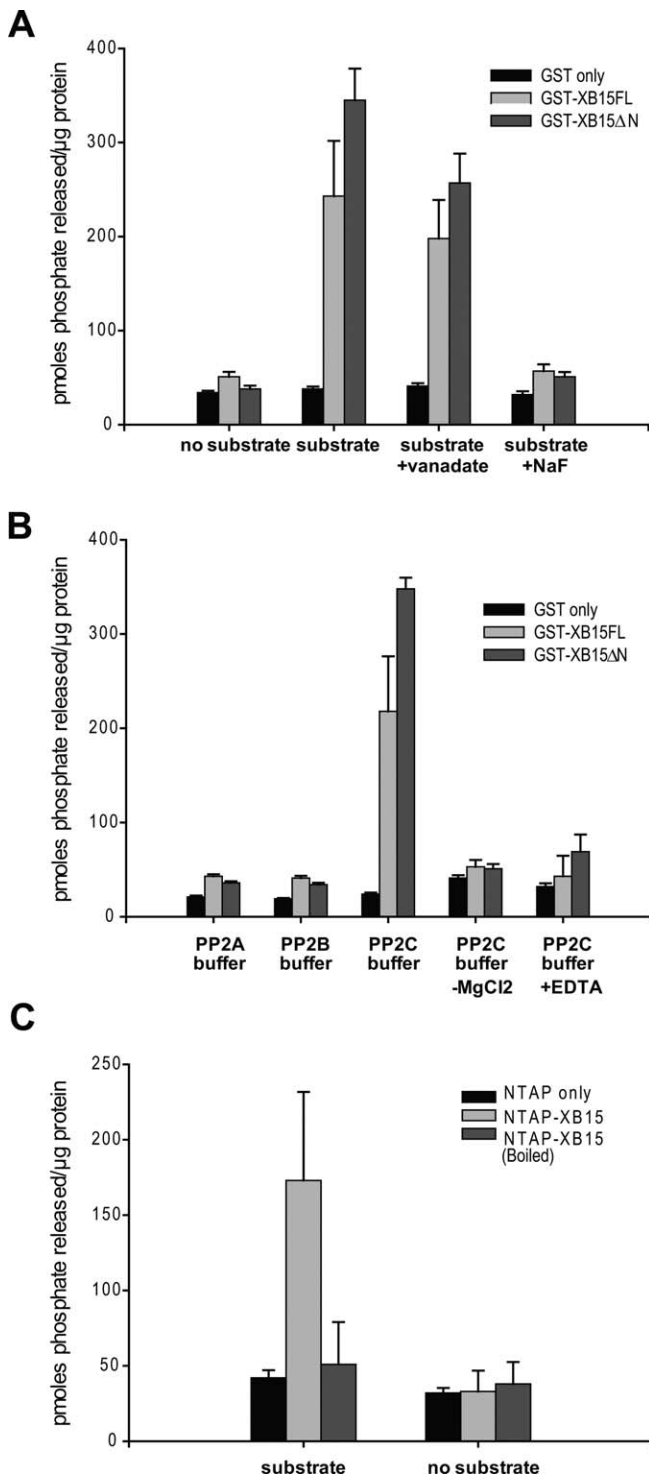 A
pmoles phosphate released/µg protein
400
300
200
100
0
GST only
GST-XB15FL
GST-XB15ΔN
no substrate
substrate
substrate
+vanadate
substrate
+NaF
B
pmoles phosphate released/µg protein
400
300
200
100
0
GST only
GST-XB15FL
GST-XB15ΔN
PP2A
buffer
PP2B
buffer
PP2C
buffer
PP2C
buffer
-MgCl2
PP2C
buffer
+EDTA
C
pmoles phosphate released/µg protein
250
200
150
100
50
0
NTAP only
NTAP-XB15
NTAP-XB15
(Boiled)
substrate
no substrate